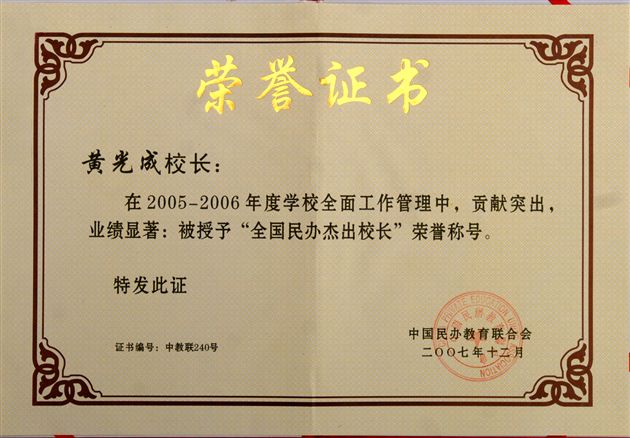 荣誉证书
黄光成校长：
在2005-2006年度学校全面工作管理中，贡献突出，
业绩显著：被授予“全国民办杰出校长”荣誉称号。
特发此证
中国民办教育联合会
证书编号：中教联240号
二〇〇七年十二月